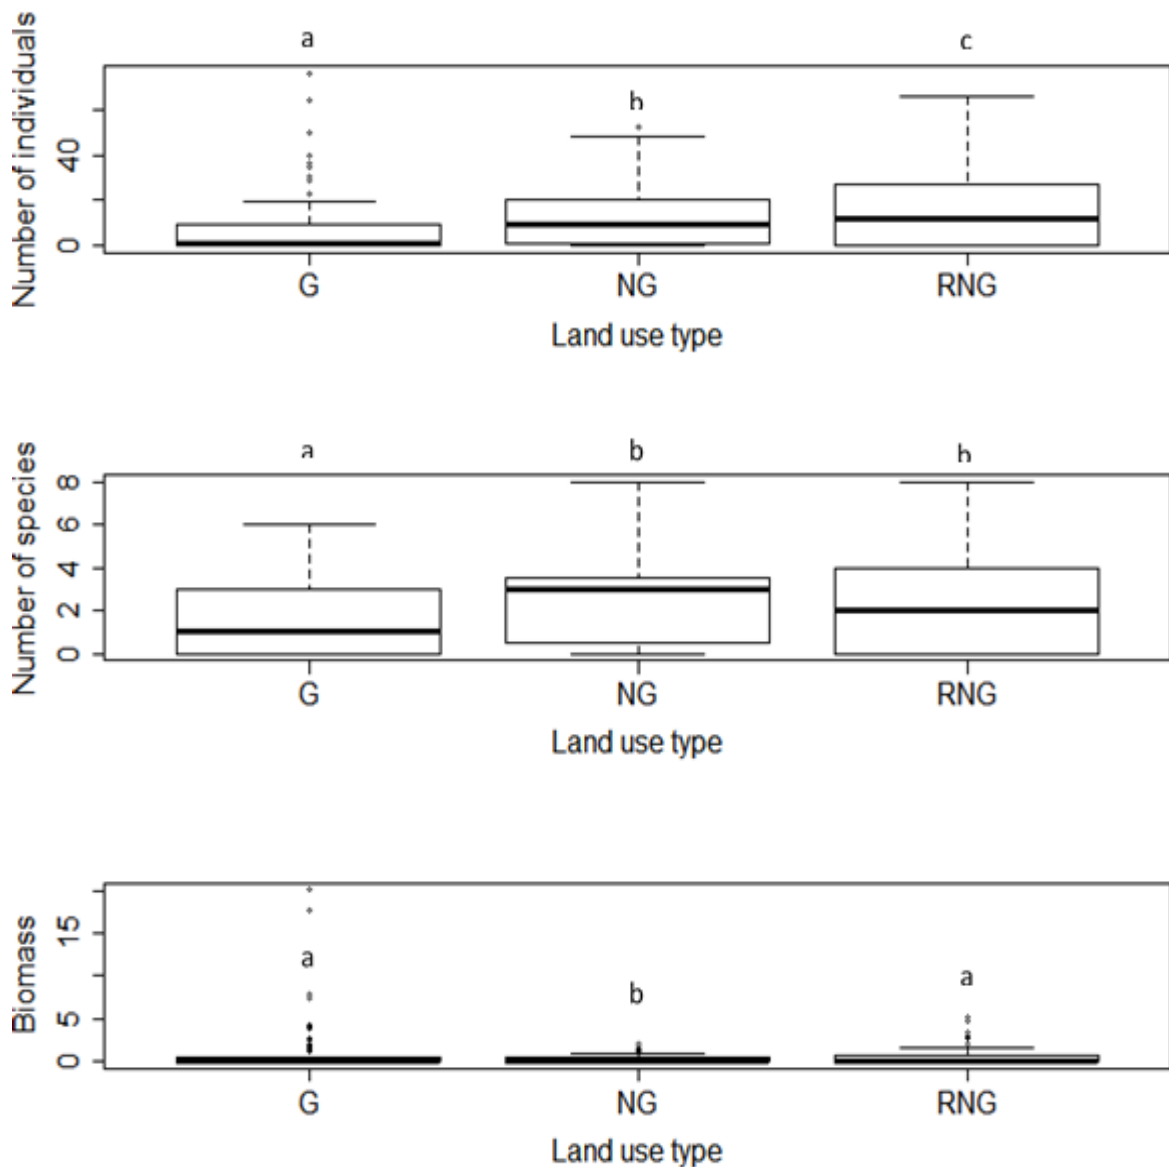 a b c
Number of individuals
40
0
G NG RNG
Land use type
a b b
Number of species
8
6
4
2
0
G NG RNG
Land use type
a b a
Biomass
15
5
0
G NG RNG
Land use type